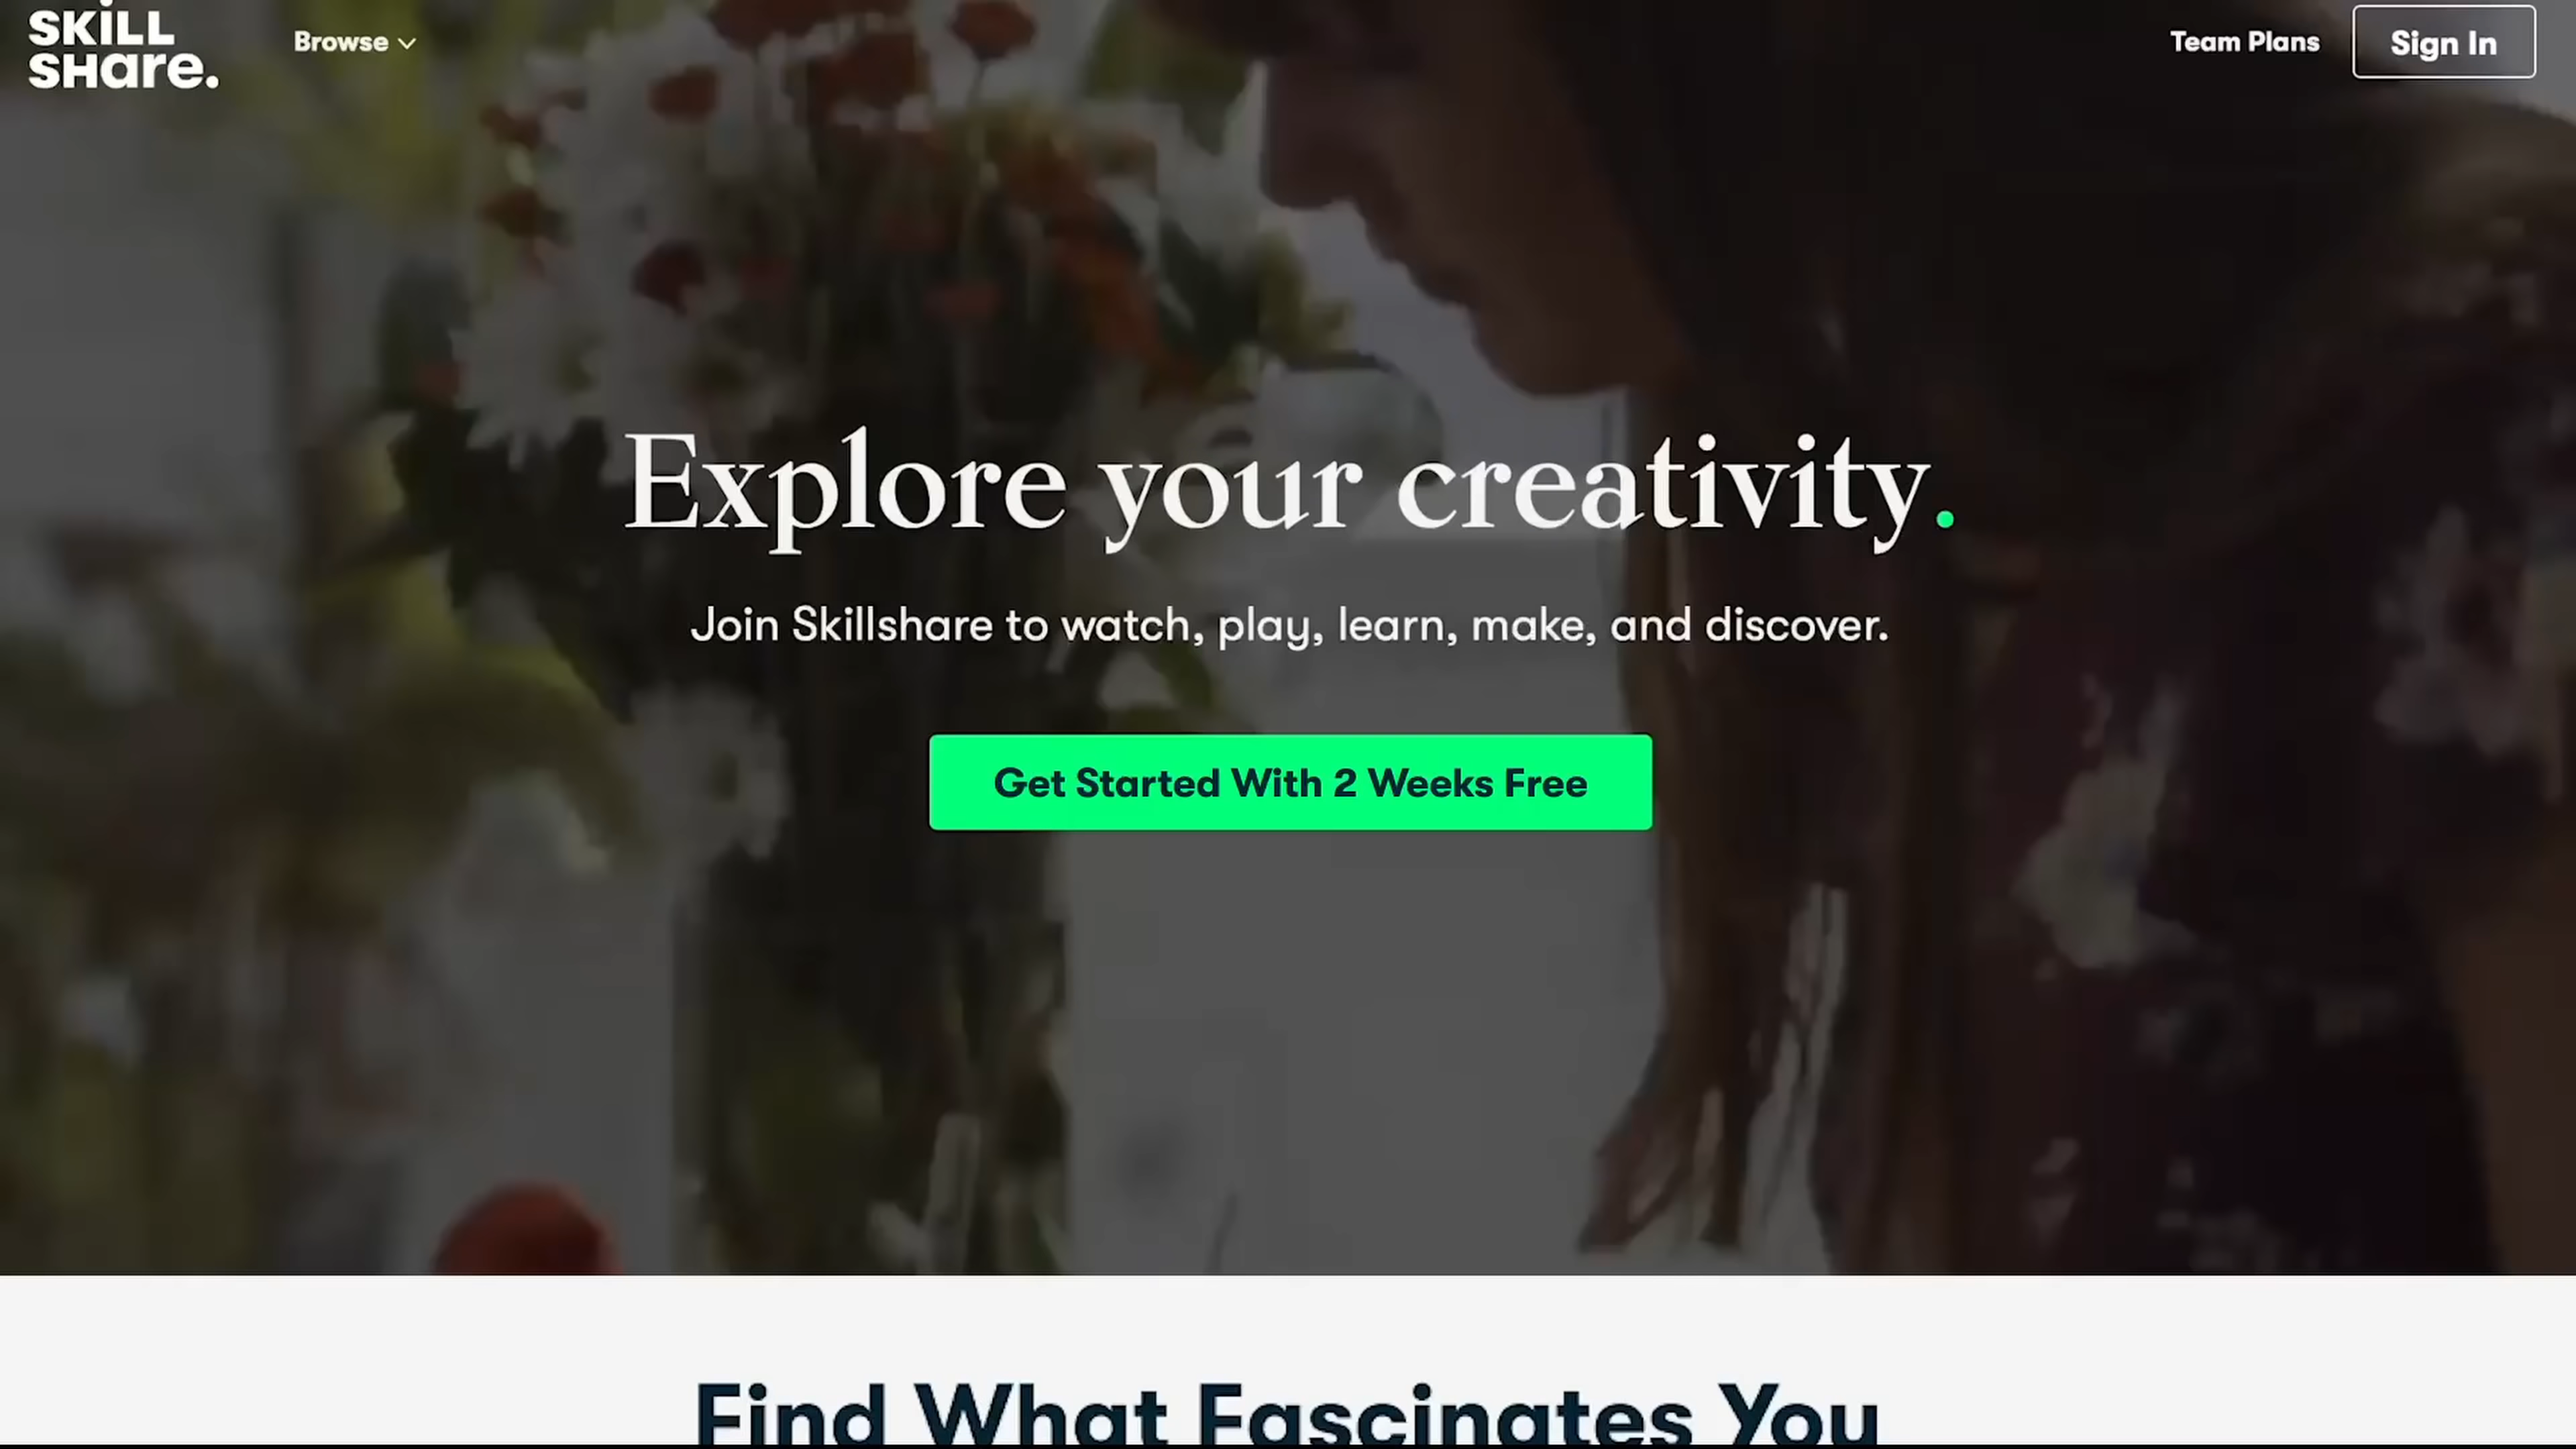 SKiLL
SHare.
Browse
Team Plans
Sign In
Explore your creativity.
Join Skillshare to watch, play, learn, make, and discover.
Get Started With 2 Weeks Free
Find What Fascinates You